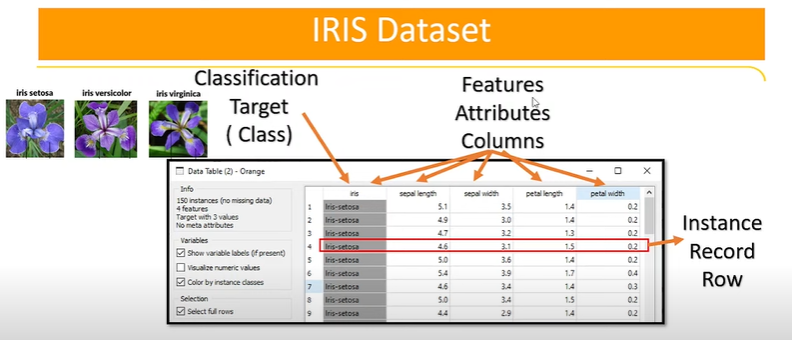 IRIS Dataset
iris setosa
iris versicolor
iris virginica
Classification
Target
( Class)
Features
Attributes
Columns
Data Table (2) - Orange
Info
150 instances (no missing data)
4 features
Target with 3 values
No meta attributes
Variables
Show variable labels (if present)
Visualize numeric values
Color by instance classes
Selection
Select full rows
iris sepal length sepal width petal length petal width
1 Iris-setosa 5.1 3.5 1.4 0.2
2 Iris-setosa 4.9 3.0 1.4 0.2
3 Iris-setosa 4.7 3.2 1.3 0.2
4 Iris-setosa 4.6 3.1 1.5 0.2
5 Iris-setosa 5.0 3.6 1.4 0.2
6 Iris-setosa 5.4 3.9 1.7 0.4
7 Iris-setosa 4.6 3.4 1.4 0.3
8 Iris-setosa 5.0 3.4 1.5 0.2
9 Iris-setosa 4.4 2.9 1.4 0.2
Instance
Record
Row